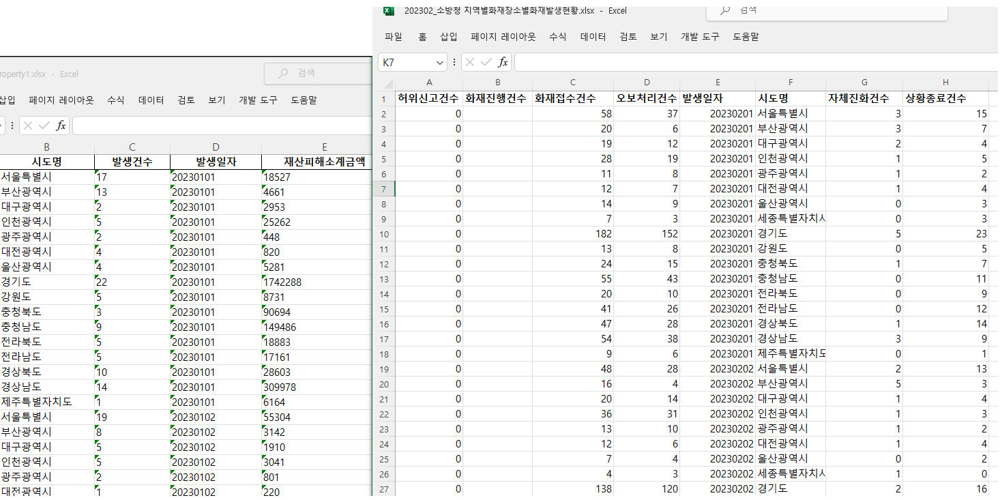 202302_소방청 지역별화재장소별화재발생현황.xlsx - Excel
검색
파일 홈 삽입 페이지 레이아웃 수식 데이터 검토 보기 개발 도구 도움말
K7 fx
A B C D E F G H
1 허위신고건수 화재진행건수 화재접수건수 오보처리건수 발생일자 시도명 자체진화건수 상황종료건수
2 0 58 37 20230201 서울특별시 3 15
3 0 20 6 20230201 부산광역시 3 7
4 0 19 12 20230201 대구광역시 2 4
5 0 28 19 20230201 인천광역시 1 5
6 0 11 8 20230201 광주광역시 1 2
7 0 12 7 20230201 대전광역시 1 4
8 0 14 9 20230201 울산광역시 0 3
9 0 7 3 20230201 세종특별자치시 0 3
10 0 182 152 20230201 경기도 5 23
11 0 13 8 20230201 강원도 0 5
12 0 24 15 20230201 충청북도 1 7
13 0 55 43 20230201 충청남도 0 11
14 0 20 10 20230201 전라북도 0 9
15 0 41 26 20230201 전라남도 0 12
16 0 47 28 20230201 경상북도 1 14
17 0 54 38 20230201 경상남도 3 9
18 0 9 6 20230201 제주특별자치도 0 1
19 0 48 28 20230202 서울특별시 2 13
20 0 16 4 20230202 부산광역시 5 3
21 0 20 14 20230202 대구광역시 1 4
22 0 36 31 20230202 인천광역시 1 3
23 0 13 10 20230202 광주광역시 1 2
24 0 12 6 20230202 대전광역시 1 4
25 0 7 4 20230202 울산광역시 0 2
26 0 4 3 20230202 세종특별자치시 1 0
27 0 138 120 20230202 경기도 2 16
roperty1.xlsx - Excel
검색
삽입 페이지 레이아웃 수식 데이터 검토 보기 개발 도구 도움말
fx
B C D E
시도명 발생건수 발생일자 재산피해소계금액
서울특별시 17 20230101 18527
부산광역시 13 20230101 4661
대구광역시 2 20230101 2953
인천광역시 5 20230101 25262
광주광역시 2 20230101 448
대전광역시 4 20230101 820
울산광역시 4 20230101 5281
경기도 22 20230101 1742288
강원도 5 20230101 8731
충청북도 3 20230101 90694
충청남도 9 20230101 149486
전라북도 5 20230101 18883
전라남도 5 20230101 17161
경상북도 10 20230101 28603
경상남도 14 20230101 309978
제주특별자치도 1 20230101 6164
서울특별시 19 20230102 55304
부산광역시 8 20230102 3142
대구광역시 5 20230102 1910
인천광역시 5 20230102 3041
광주광역시 2 20230102 801
대전광역시 1 20230102 220